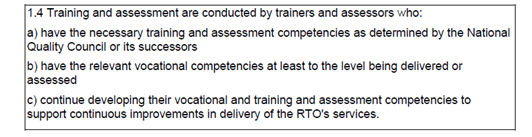 1.4 Training and assessment are conducted by trainers and assessors who:
a) have the necessary training and assessment competencies as determined by the National
Quality Council or its successors
b) have the relevant vocational competencies at least to the level being delivered or
assessed
c) continue developing their vocational and training and assessment competencies to
support continuous improvements in delivery of the RTO's services.